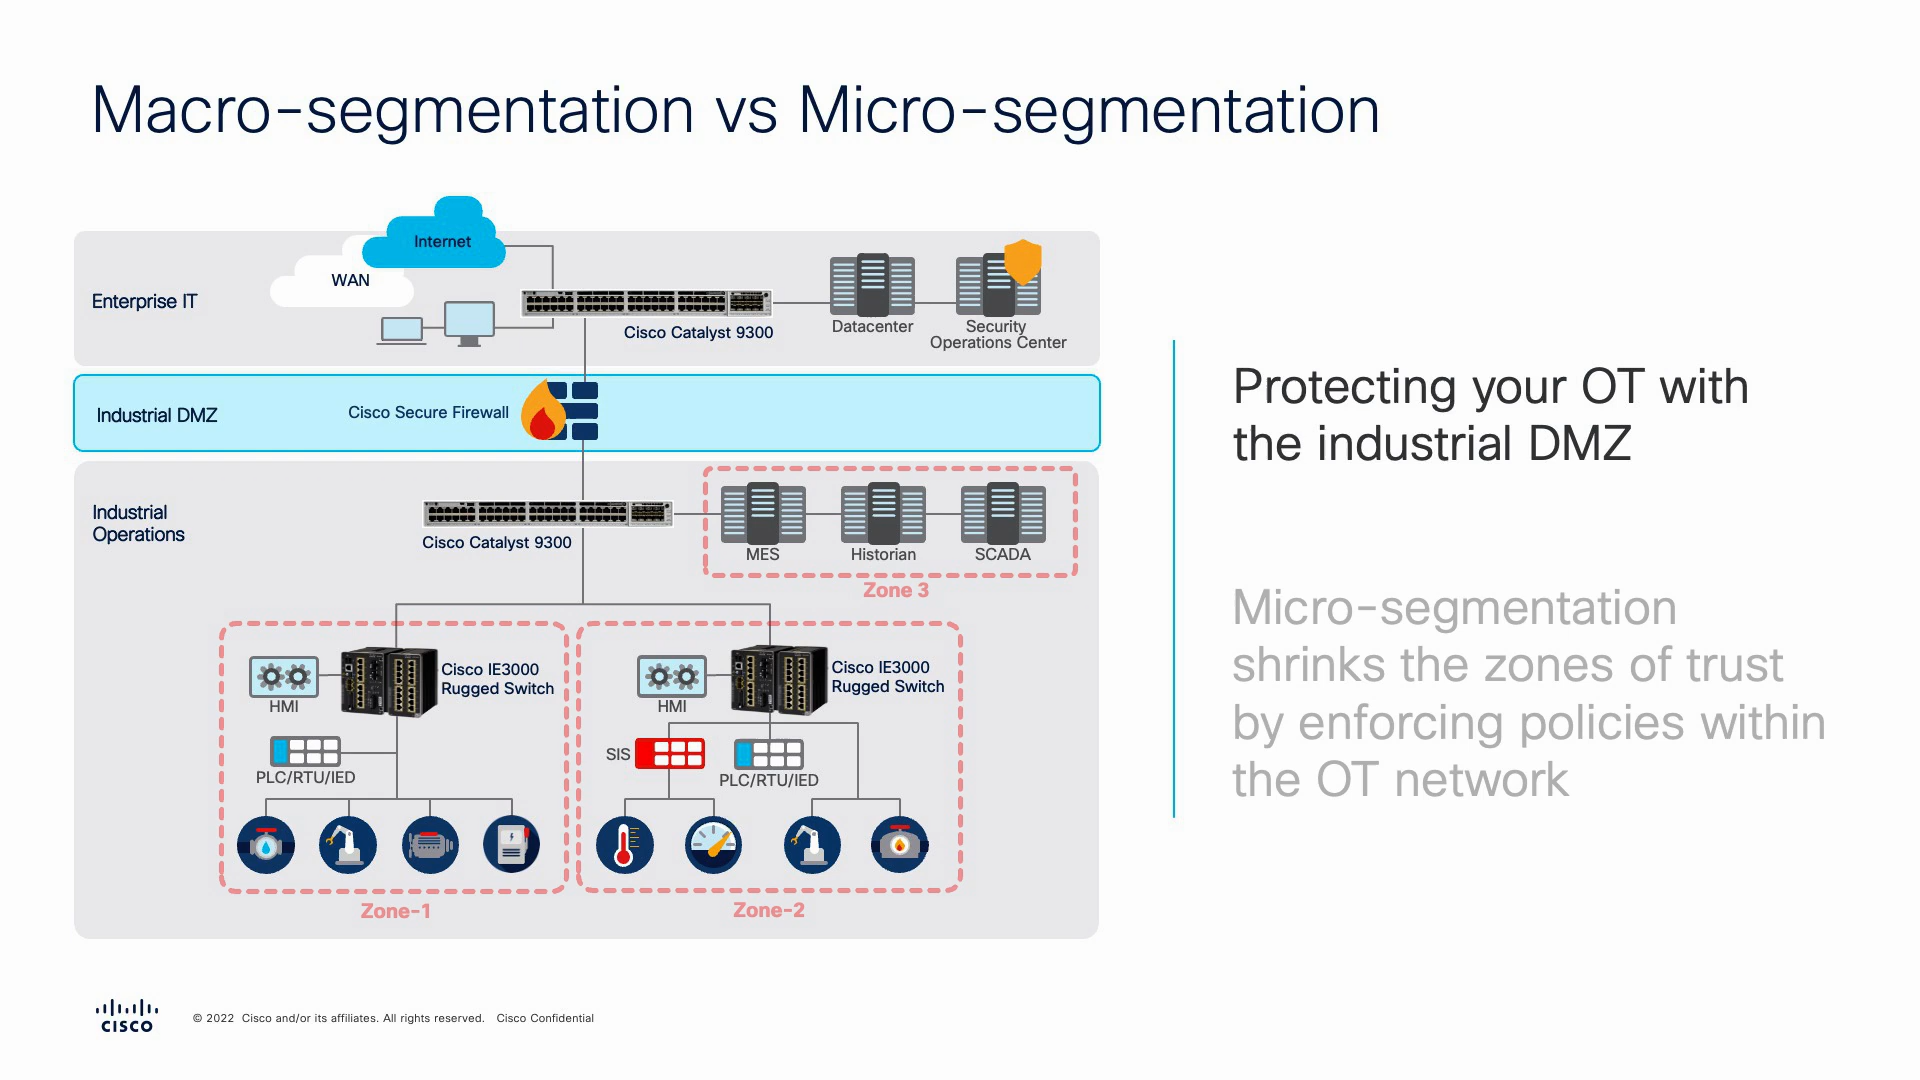 Macro-segmentation vs Micro-segmentation
Internet
WAN
Enterprise IT
Cisco Catalyst 9300
Datacenter
Security
Operations Center
Industrial DMZ
Cisco Secure Firewall
Industrial
Operations
Cisco Catalyst 9300
MES
Historian
SCADA
Zone 3
HMI
Cisco IE3000
Rugged Switch
PLC/RTU/IED
Zone-1
HMI
Cisco IE3000
Rugged Switch
SIS
PLC/RTU/IED
Zone-2
Protecting your OT with
the industrial DMZ
Micro-segmentation
shrinks the zones of trust
by enforcing policies within
the OT network
CISCO
© 2022 Cisco and/or its affiliates. All rights reserved. Cisco Confidential